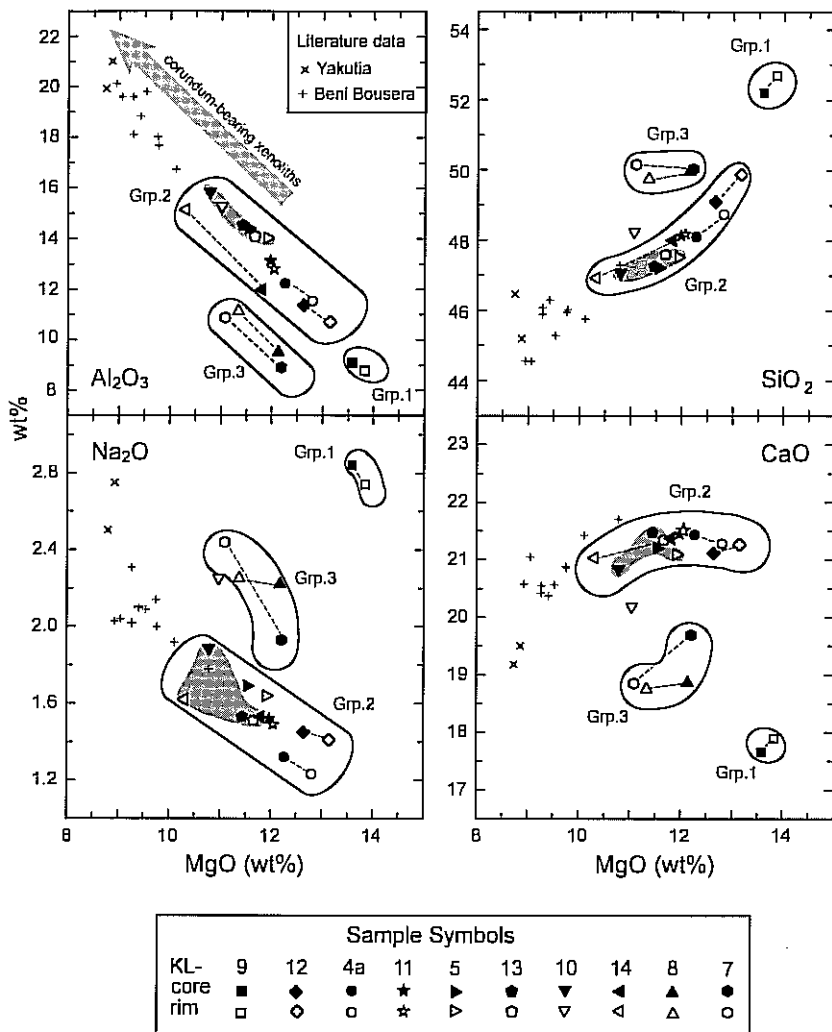 Literature data
× Yakutia
+ Beni Bousera
corundum-bearing xenoliths
Grp.2
Grp.3
Grp.1
Al2O3
22
20
18
16
14
12
10
8
wt%
Grp.1
Grp.3
Grp.2
SiO2
54
52
50
48
46
44
Na2O
Grp.1
Grp.3
Grp.2
2.8
2.4
2.0
1.6
1.2
6 8 10 12 14
MgO (wt%)
CaO
Grp.2
Grp.3
Grp.1
23
22
21
20
19
18
17
6 8 10 12 14
MgO (wt%)
Sample Symbols
KL- 9 12 4a 11 5 13 10 14 8 7
core
rim